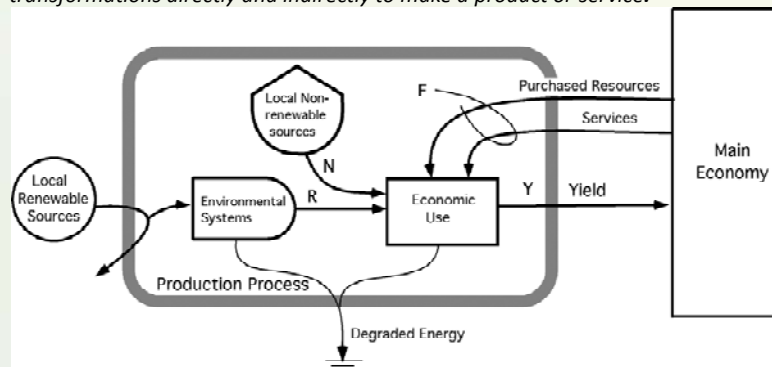 transformations directly and indirectly to make a product or service.
Local Non-
renewable
sources
F
Purchased Resources
Services
Main
Economy
N
Local
Renewable
Sources
Environmental
Systems
R
Economic
Use
Y
Yield
Production Process
Degraded Energy